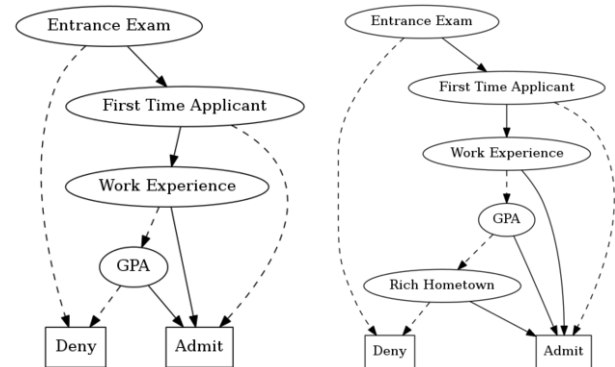 Entrance Exam
First Time Applicant
Work Experience
GPA
Deny
Admit
Entrance Exam
First Time Applicant
Work Experience
GPA
Rich Hometown
Deny
Admit